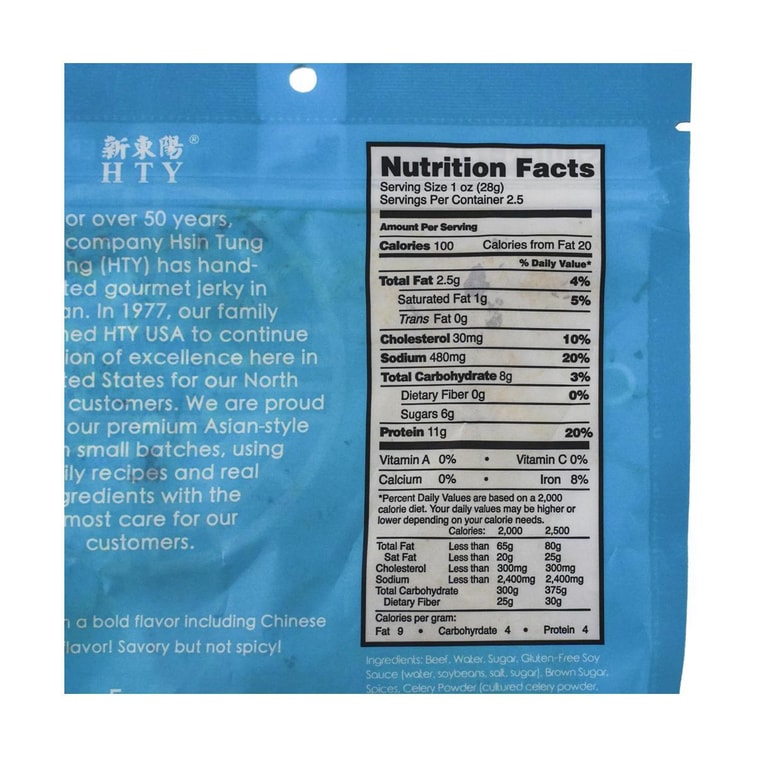 新東陽®
HTY
or over 50 years,
company Hsin Tung
ng (HTY) has hand-
ted gourmet jerky in
an. In 1977, our family
ned HTY USA to continue
ion of excellence here in
ted States for our North
customers. We are proud
our premium Asian-style
small batches, using
ily recipes and real
gredients with the
most care for our
customers.
n a bold flavor including Chinese
flavor! Savory but not spicy!
Nutrition Facts
Serving Size 1 oz (28g)
Servings Per Container 2.5
Amount Per Serving
Calories 100 Calories from Fat 20
% Daily Value*
Total Fat 2.5g 4%
Saturated Fat 1g 5%
Trans Fat 0g
Cholesterol 30mg 10%
Sodium 480mg 20%
Total Carbohydrate 8g 3%
Dietary Fiber 0g 0%
Sugars 6g
Protein 11g 20%
Vitamin A 0% • Vitamin C 0%
Calcium 0% • Iron 8%
*Percent Daily Values are based on a 2,000
calorie diet. Your daily values may be higher or
lower depending on your calorie needs.
Calories: 2,000 2,500
Total Fat Less than 65g 80g
Sat Fat Less than 20g 25g
Cholesterol Less than 300mg 300mg
Sodium Less than 2,400mg 2,400mg
Total Carbohydrate 300g 375g
Dietary Fiber 25g 30g
Calories per gram:
Fat 9 • Carbohyrdate 4 • Protein 4
Ingredients: Beef, Water, Sugar, Gluten-Free Soy
Sauce (water, soybeans, salt, sugar), Brown Sugar,
Spices, Celery Powder (cultured celery powder,